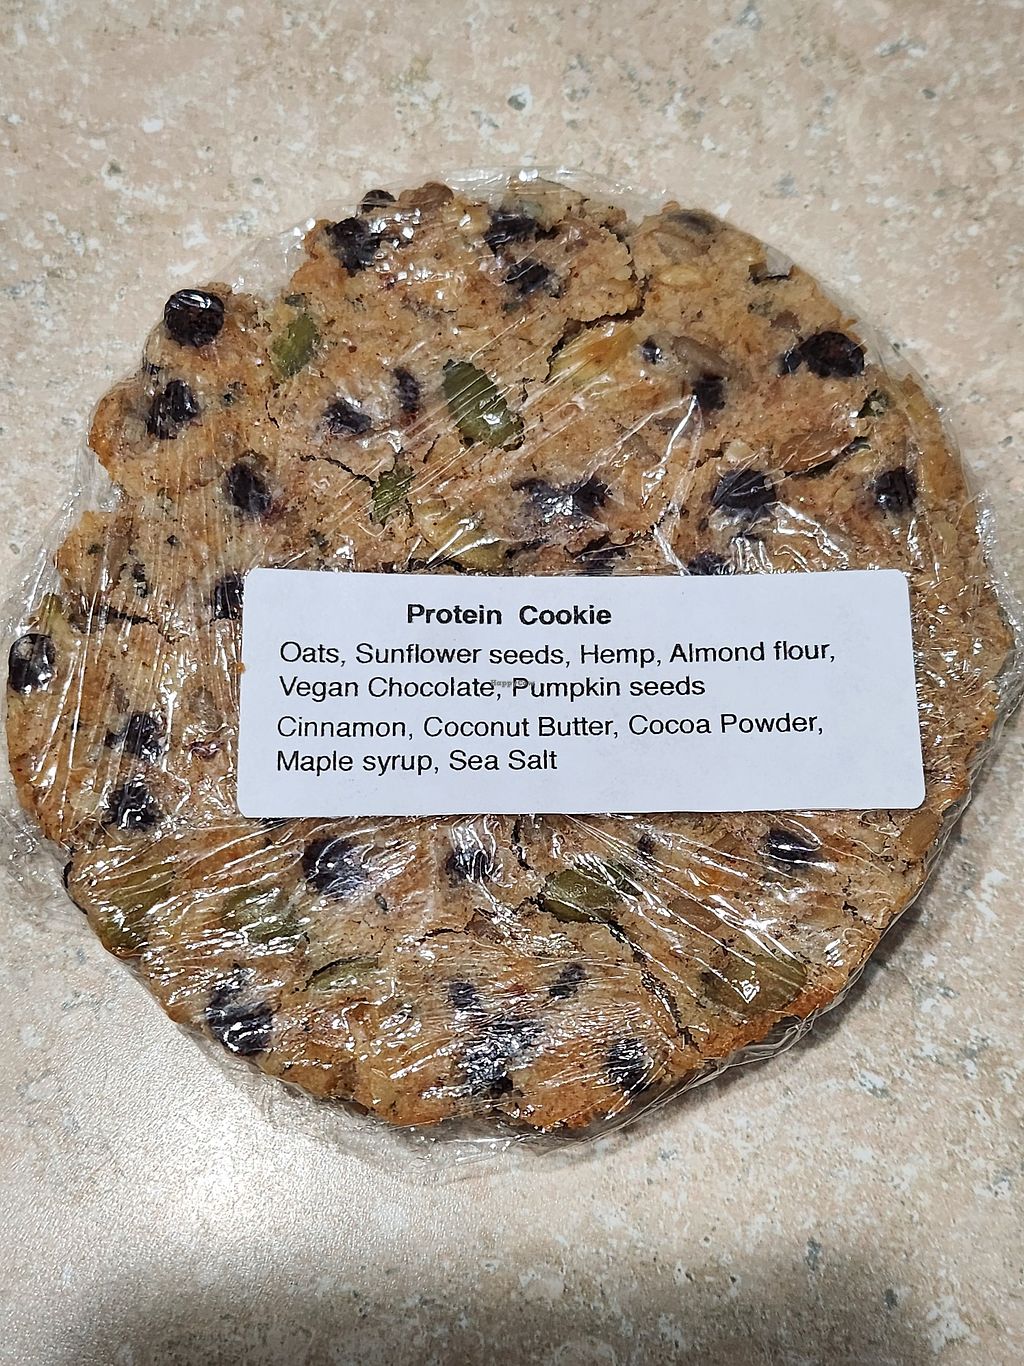 Protein Cookie
Oats, Sunflower seeds, Hemp, Almond flour,
Vegan Chocolate, Pumpkin seeds
Cinnamon, Coconut Butter, Cocoa Powder,
Maple syrup, Sea Salt